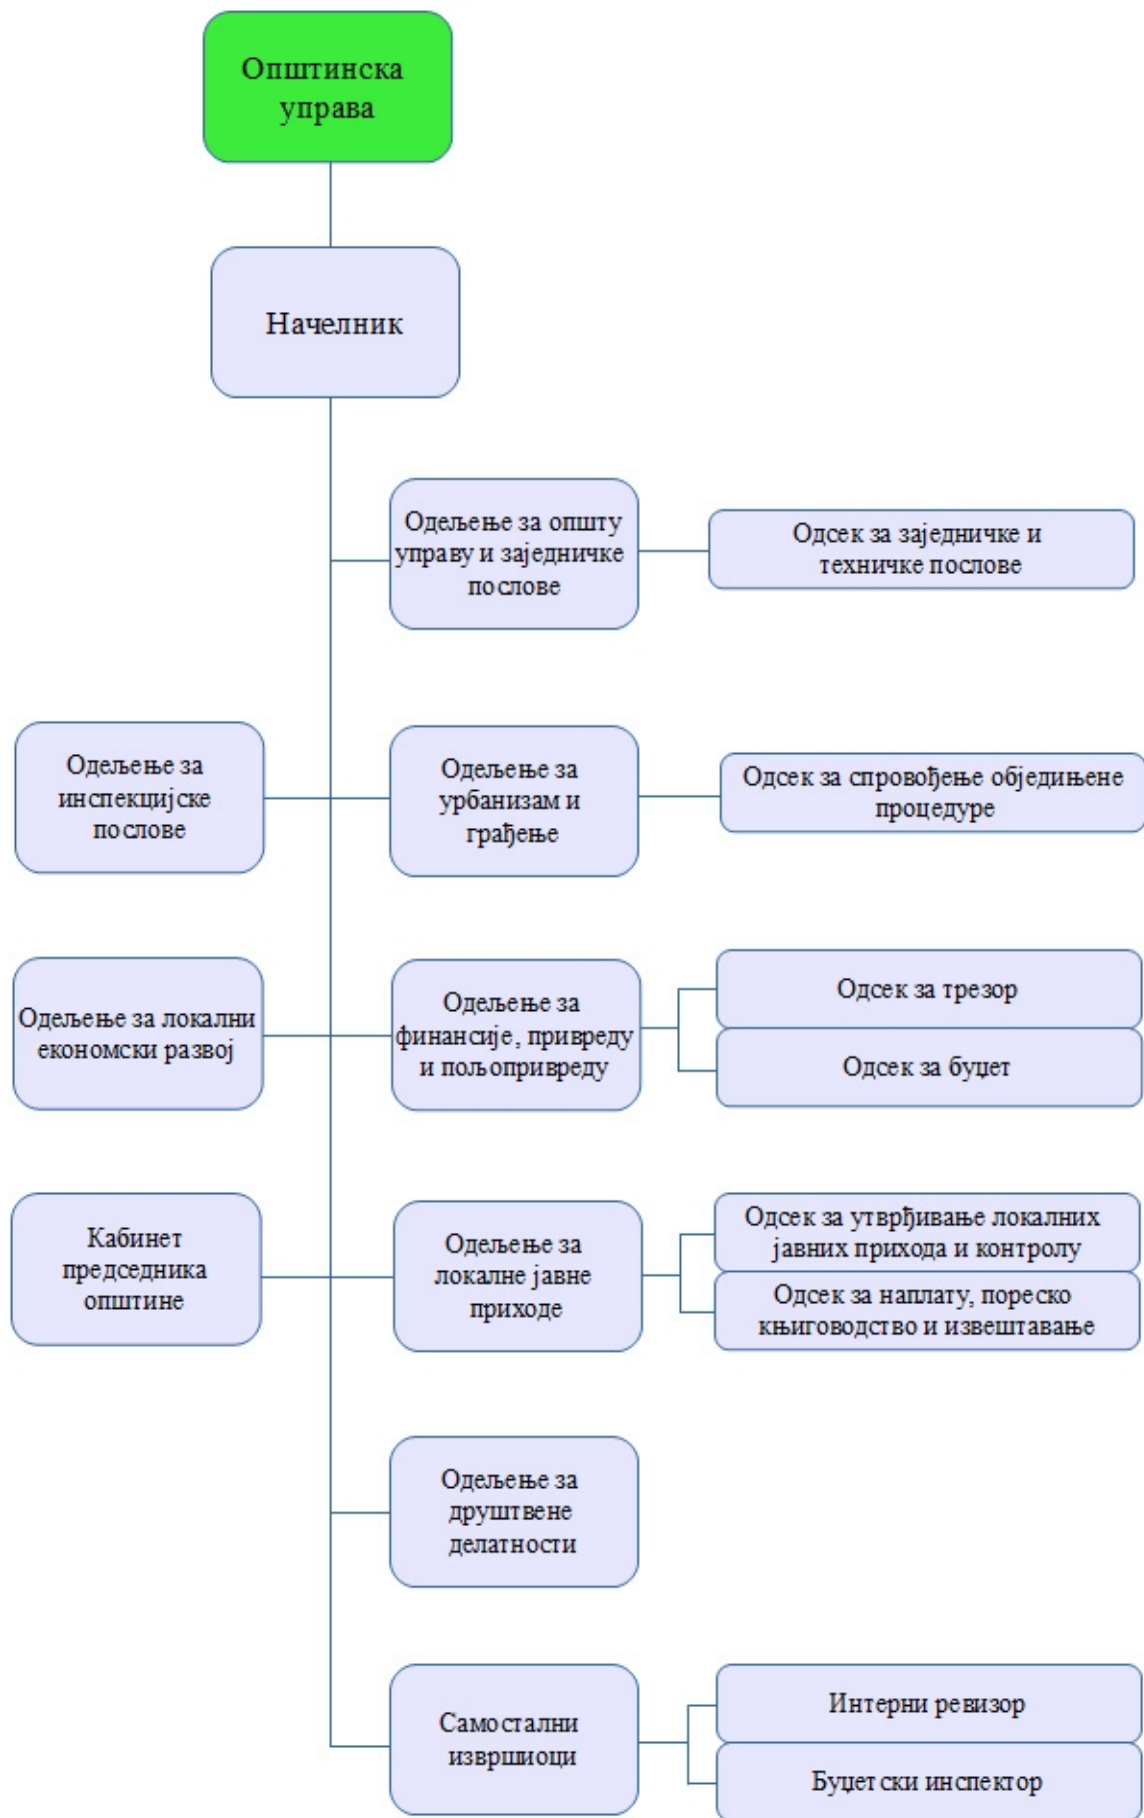 Општинска
управа
Начелник
Одељење за општу
управу и заједничке
послове
Одсек за заједничке и
техничке послове
Одељење за
инспекцијске
послове
Одељење за
урбанизам и
грађење
Одсек за спровођење обједињене
процедуре
Одељење за локални
економски развој
Одељење за
финансије, привреду
и пољопривреду
Одсек за трезор
Одсек за буџет
Кабинет
председника
општине
Одељење за
локалне јавне
приходе
Одсек за утврђивање локалних
јавних прихода и контролу
Одсек за наплату, пореско
књиговодство и извештавање
Одељење за
друштвене
делатности
Самостални
извршиоци
Интерни ревизор
Буџетски инспектор